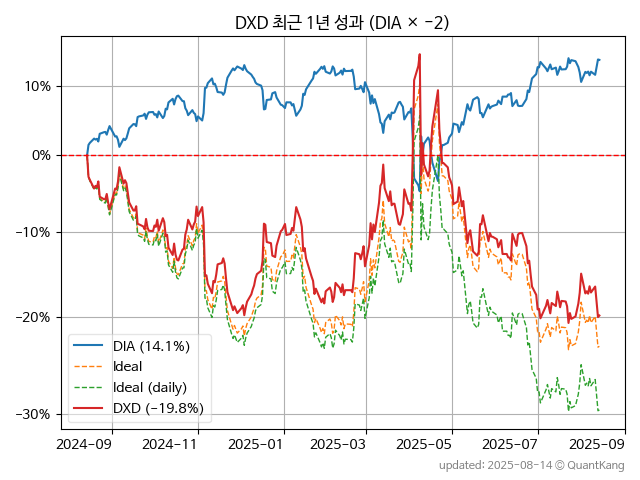 DXD 최근 1년 성과 (DIA × −2)
10%
0%
−10%
−20%
−30%
DIA (14.1%)
Ideal
Ideal (daily)
DXD (−19.8%)
2024−09
2024−11
2025−01
2025−03
2025−05
2025−07
2025−09
updated: 2025−08−14 © QuantKang